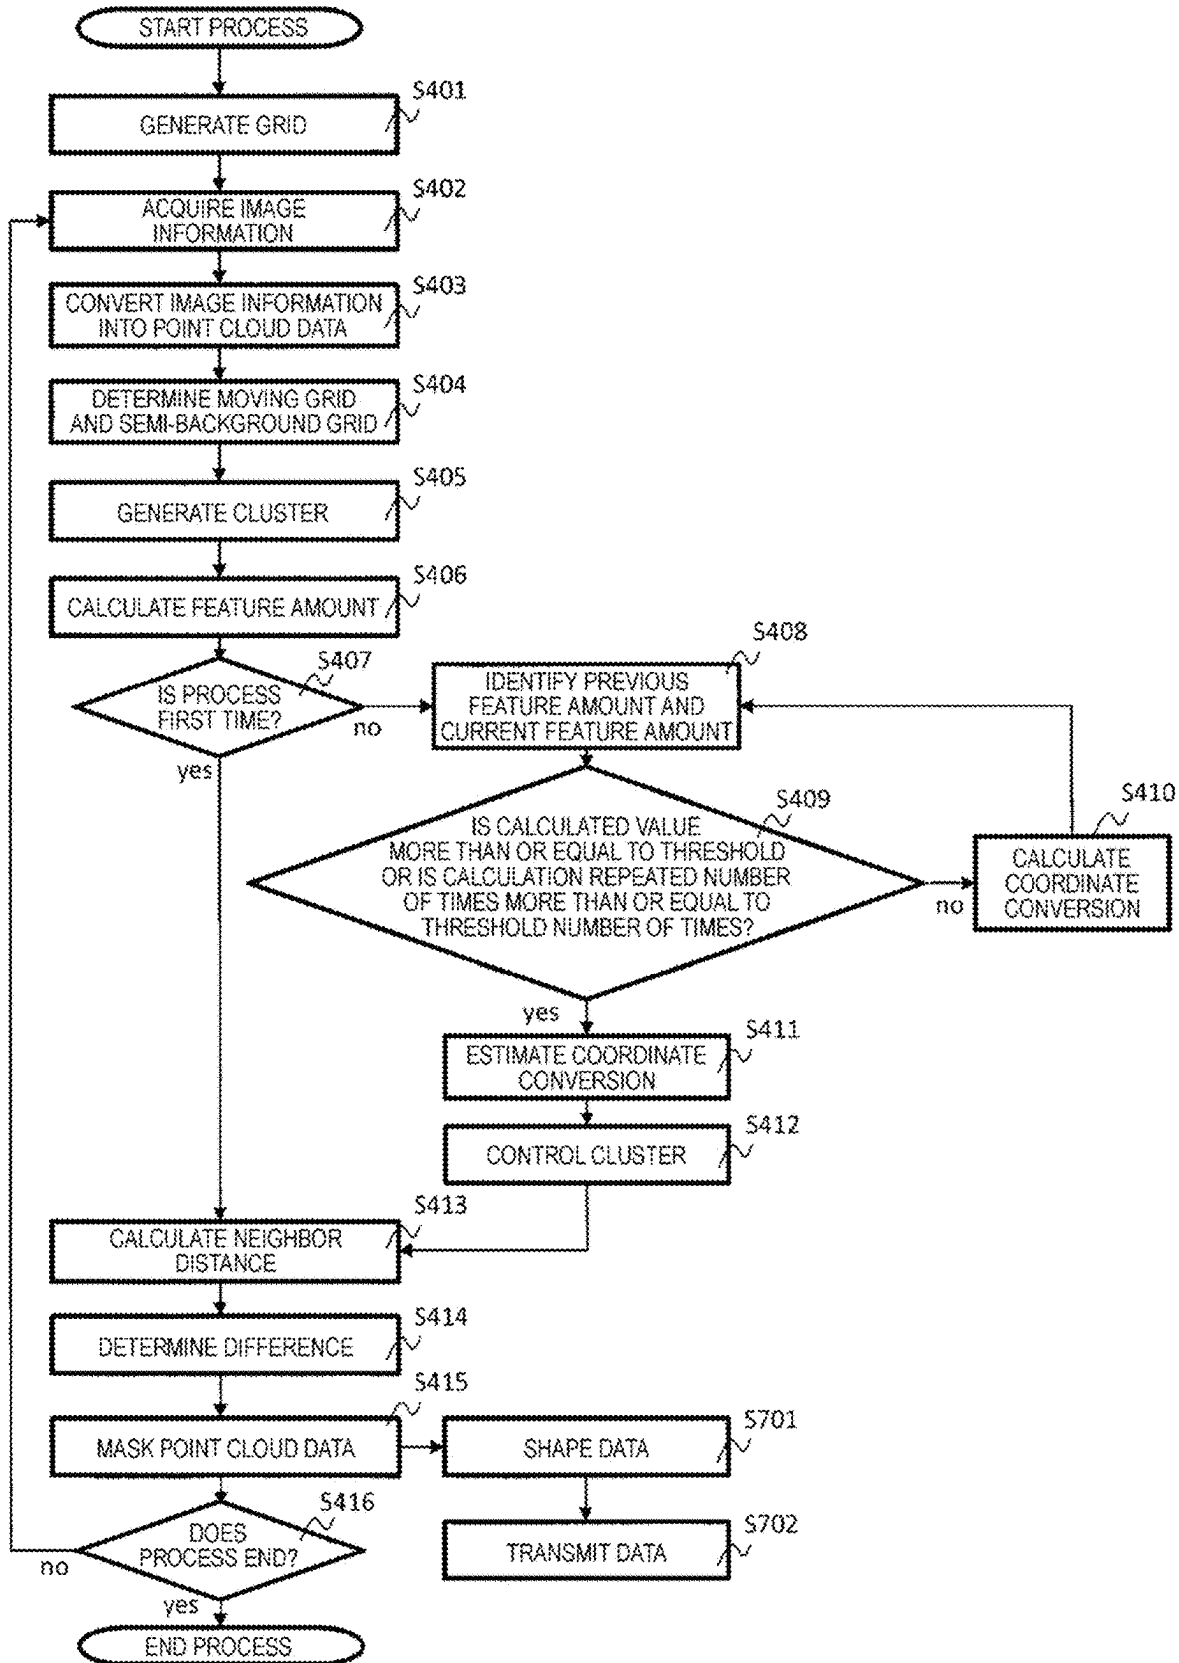 START PROCESS
S401
GENERATE GRID
S402
ACQUIRE IMAGE
INFORMATION
S403
CONVERT IMAGE INFORMATION
INTO POINT CLOUD DATA
S404
DETERMINE MOVING GRID
AND SEMI-BACKGROUND GRID
S405
GENERATE CLUSTER
S406
CALCULATE FEATURE AMOUNT
S407
IS PROCESS
FIRST TIME?
no
yes
S408
IDENTIFY PREVIOUS
FEATURE AMOUNT AND
CURRENT FEATURE AMOUNT
S409
IS CALCULATED VALUE
MORE THAN OR EQUAL TO THRESHOLD
OR IS CALCULATION REPEATED NUMBER
OF TIMES MORE THAN OR EQUAL TO
THRESHOLD NUMBER OF TIMES?
no
yes
S410
CALCULATE
COORDINATE
CONVERSION
S411
ESTIMATE COORDINATE
CONVERSION
S412
CONTROL CLUSTER
S413
CALCULATE NEIGHBOR
DISTANCE
S414
DETERMINE DIFFERENCE
S415
MASK POINT CLOUD DATA
S701
SHAPE DATA
S702
TRANSMIT DATA
S416
DOES
PROCESS END?
no
yes
END PROCESS